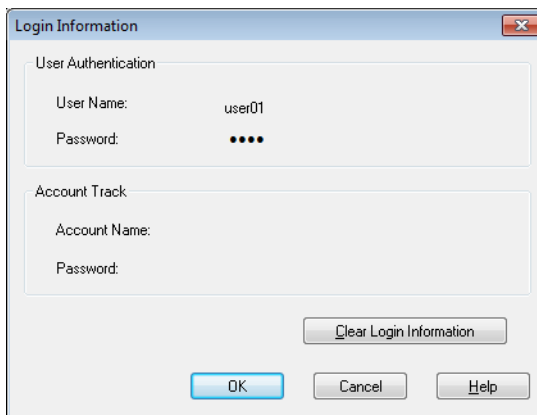 Login Information
User Authentication
User Name: user01
Password: ••••
Account Track
Account Name:
Password:
Clear Login Information
OK Cancel Help